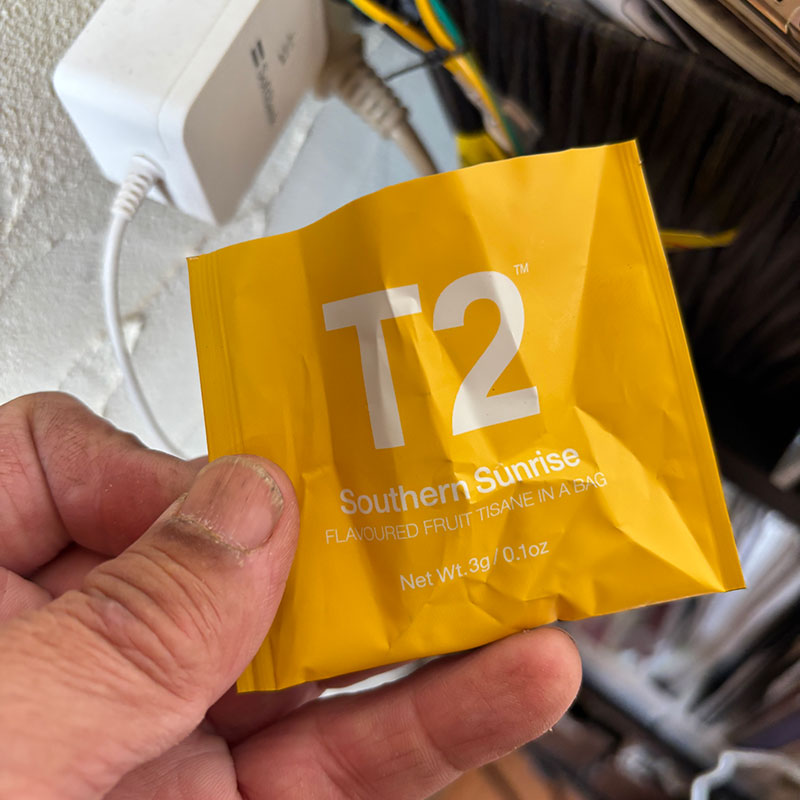 T2™
Southern Sunrise
FLAVOURED FRUIT TISANE IN A BAG
Net Wt. 3g / 0.1oz